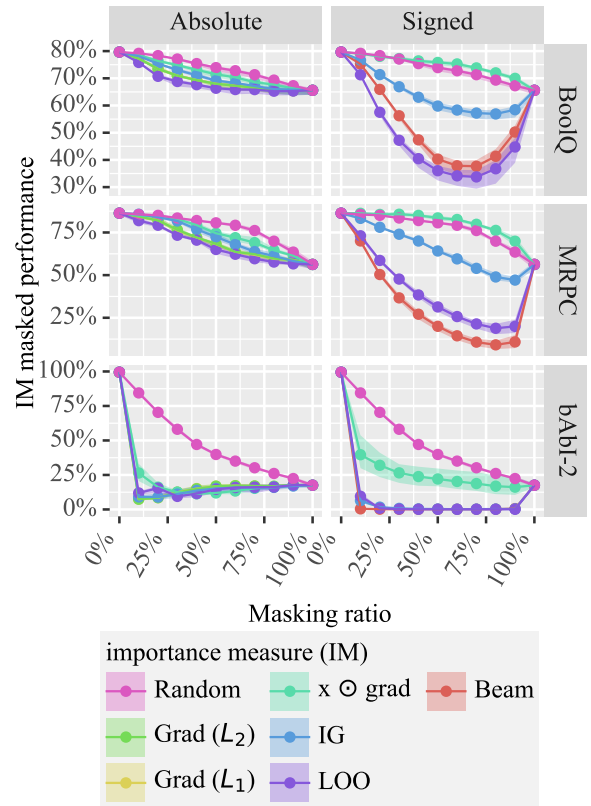 Absolute
Signed
80%
70%
60%
50%
40%
30%
BoolQ
75%
50%
25%
MRPC
100%
75%
50%
25%
0%
bAbI-2
IM masked performance
0%
25%
50%
75%
100%
0%
25%
50%
75%
100%
Masking ratio
importance measure (IM)
Random
x ⊙ grad
Beam
Grad (L₂)
IG
Grad (L₁)
LOO